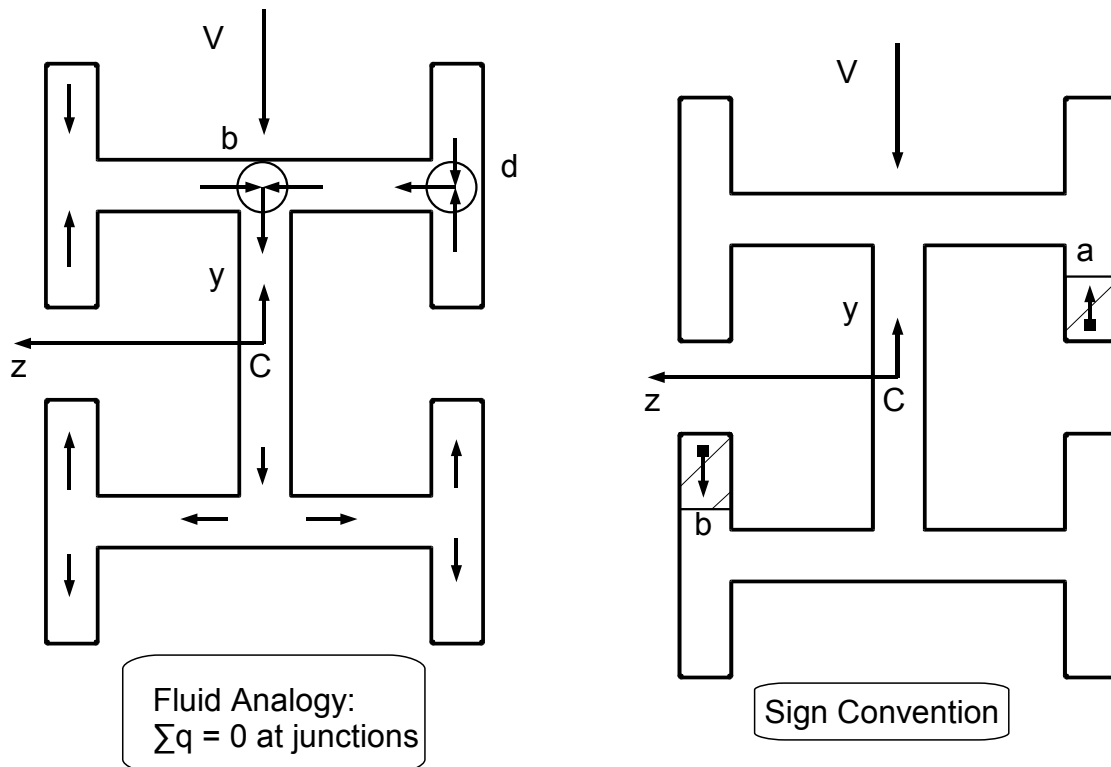 V
b
d
y
z
C
Fluid Analogy:
∑q = 0 at junctions
V
a
y
z
C
b
Sign Convention